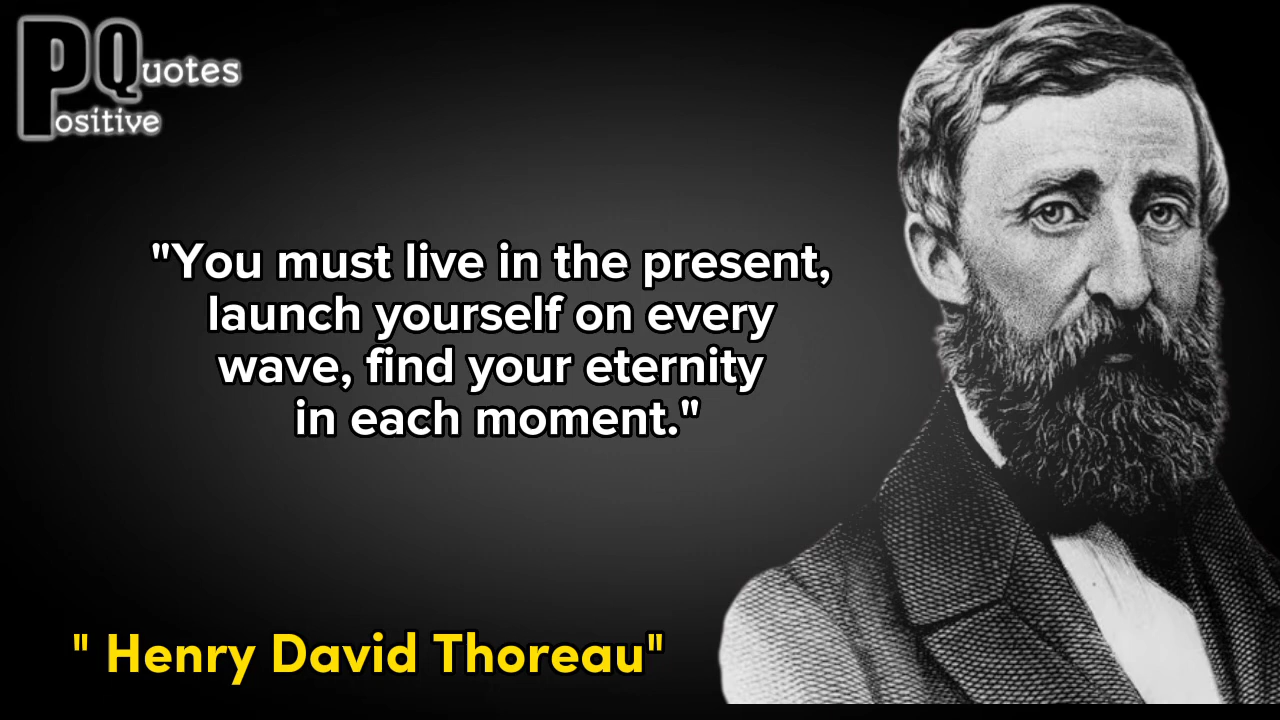 PQuotes
Positive
"You must live in the present,
launch yourself on every
wave, find your eternity
in each moment."
" Henry David Thoreau"